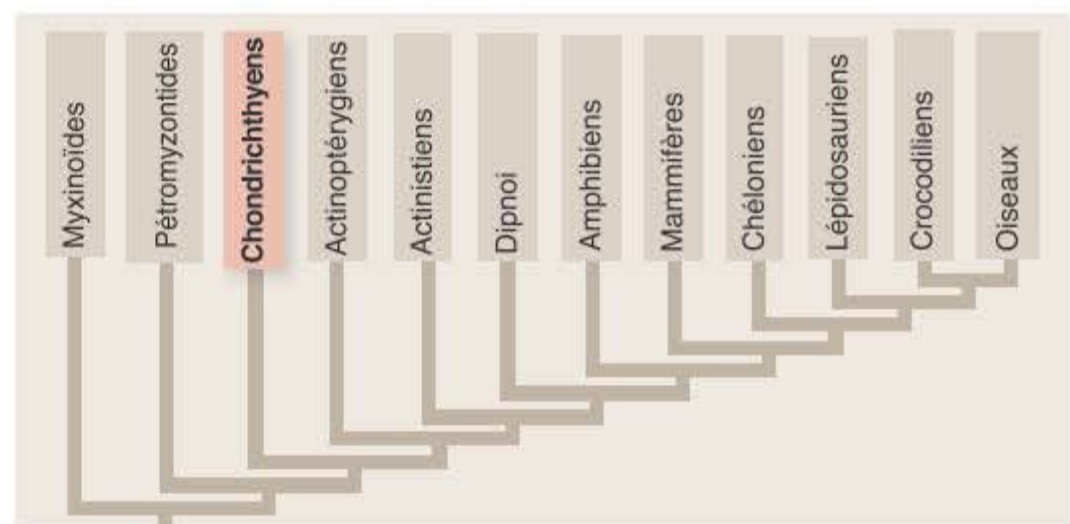 Myxinoïdes
Pétromyzontides
Chondrichthyens
Actinoptérygiens
Actinistiens
Dipnoi
Amphibiens
Mammifères
Chéloniens
Lépidosauriens
Crocodiliens
Oiseaux